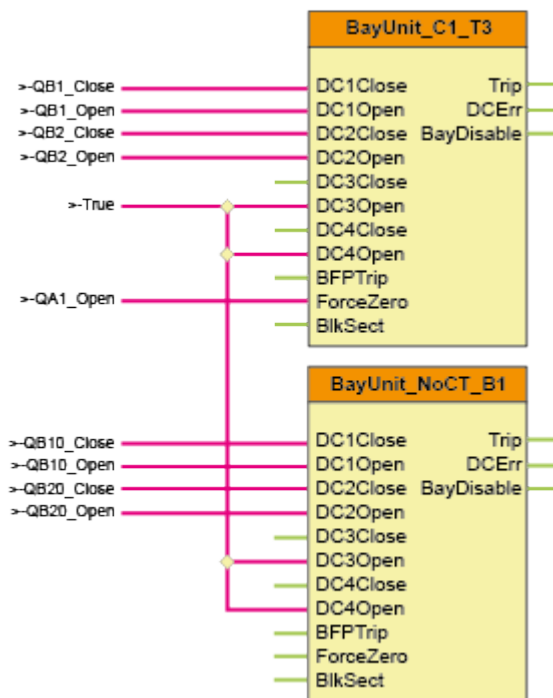 BayUnit_C1_T3
>-QB1_Close DC1Close Trip
>-QB1_Open DC1Open DCErr
>-QB2_Close DC2Close BayDisable
>-QB2_Open DC2Open
DC3Close
>-True DC3Open
DC4Close
DC4Open
BFPTrip
>-QA1_Open ForceZero
BlkSect
BayUnit_NoCT_B1
>-QB10_Close DC1Close Trip
>-QB10_Open DC1Open DCErr
>-QB20_Close DC2Close BayDisable
>-QB20_Open DC2Open
DC3Close
DC3Open
DC4Close
DC4Open
BFPTrip
ForceZero
BlkSect